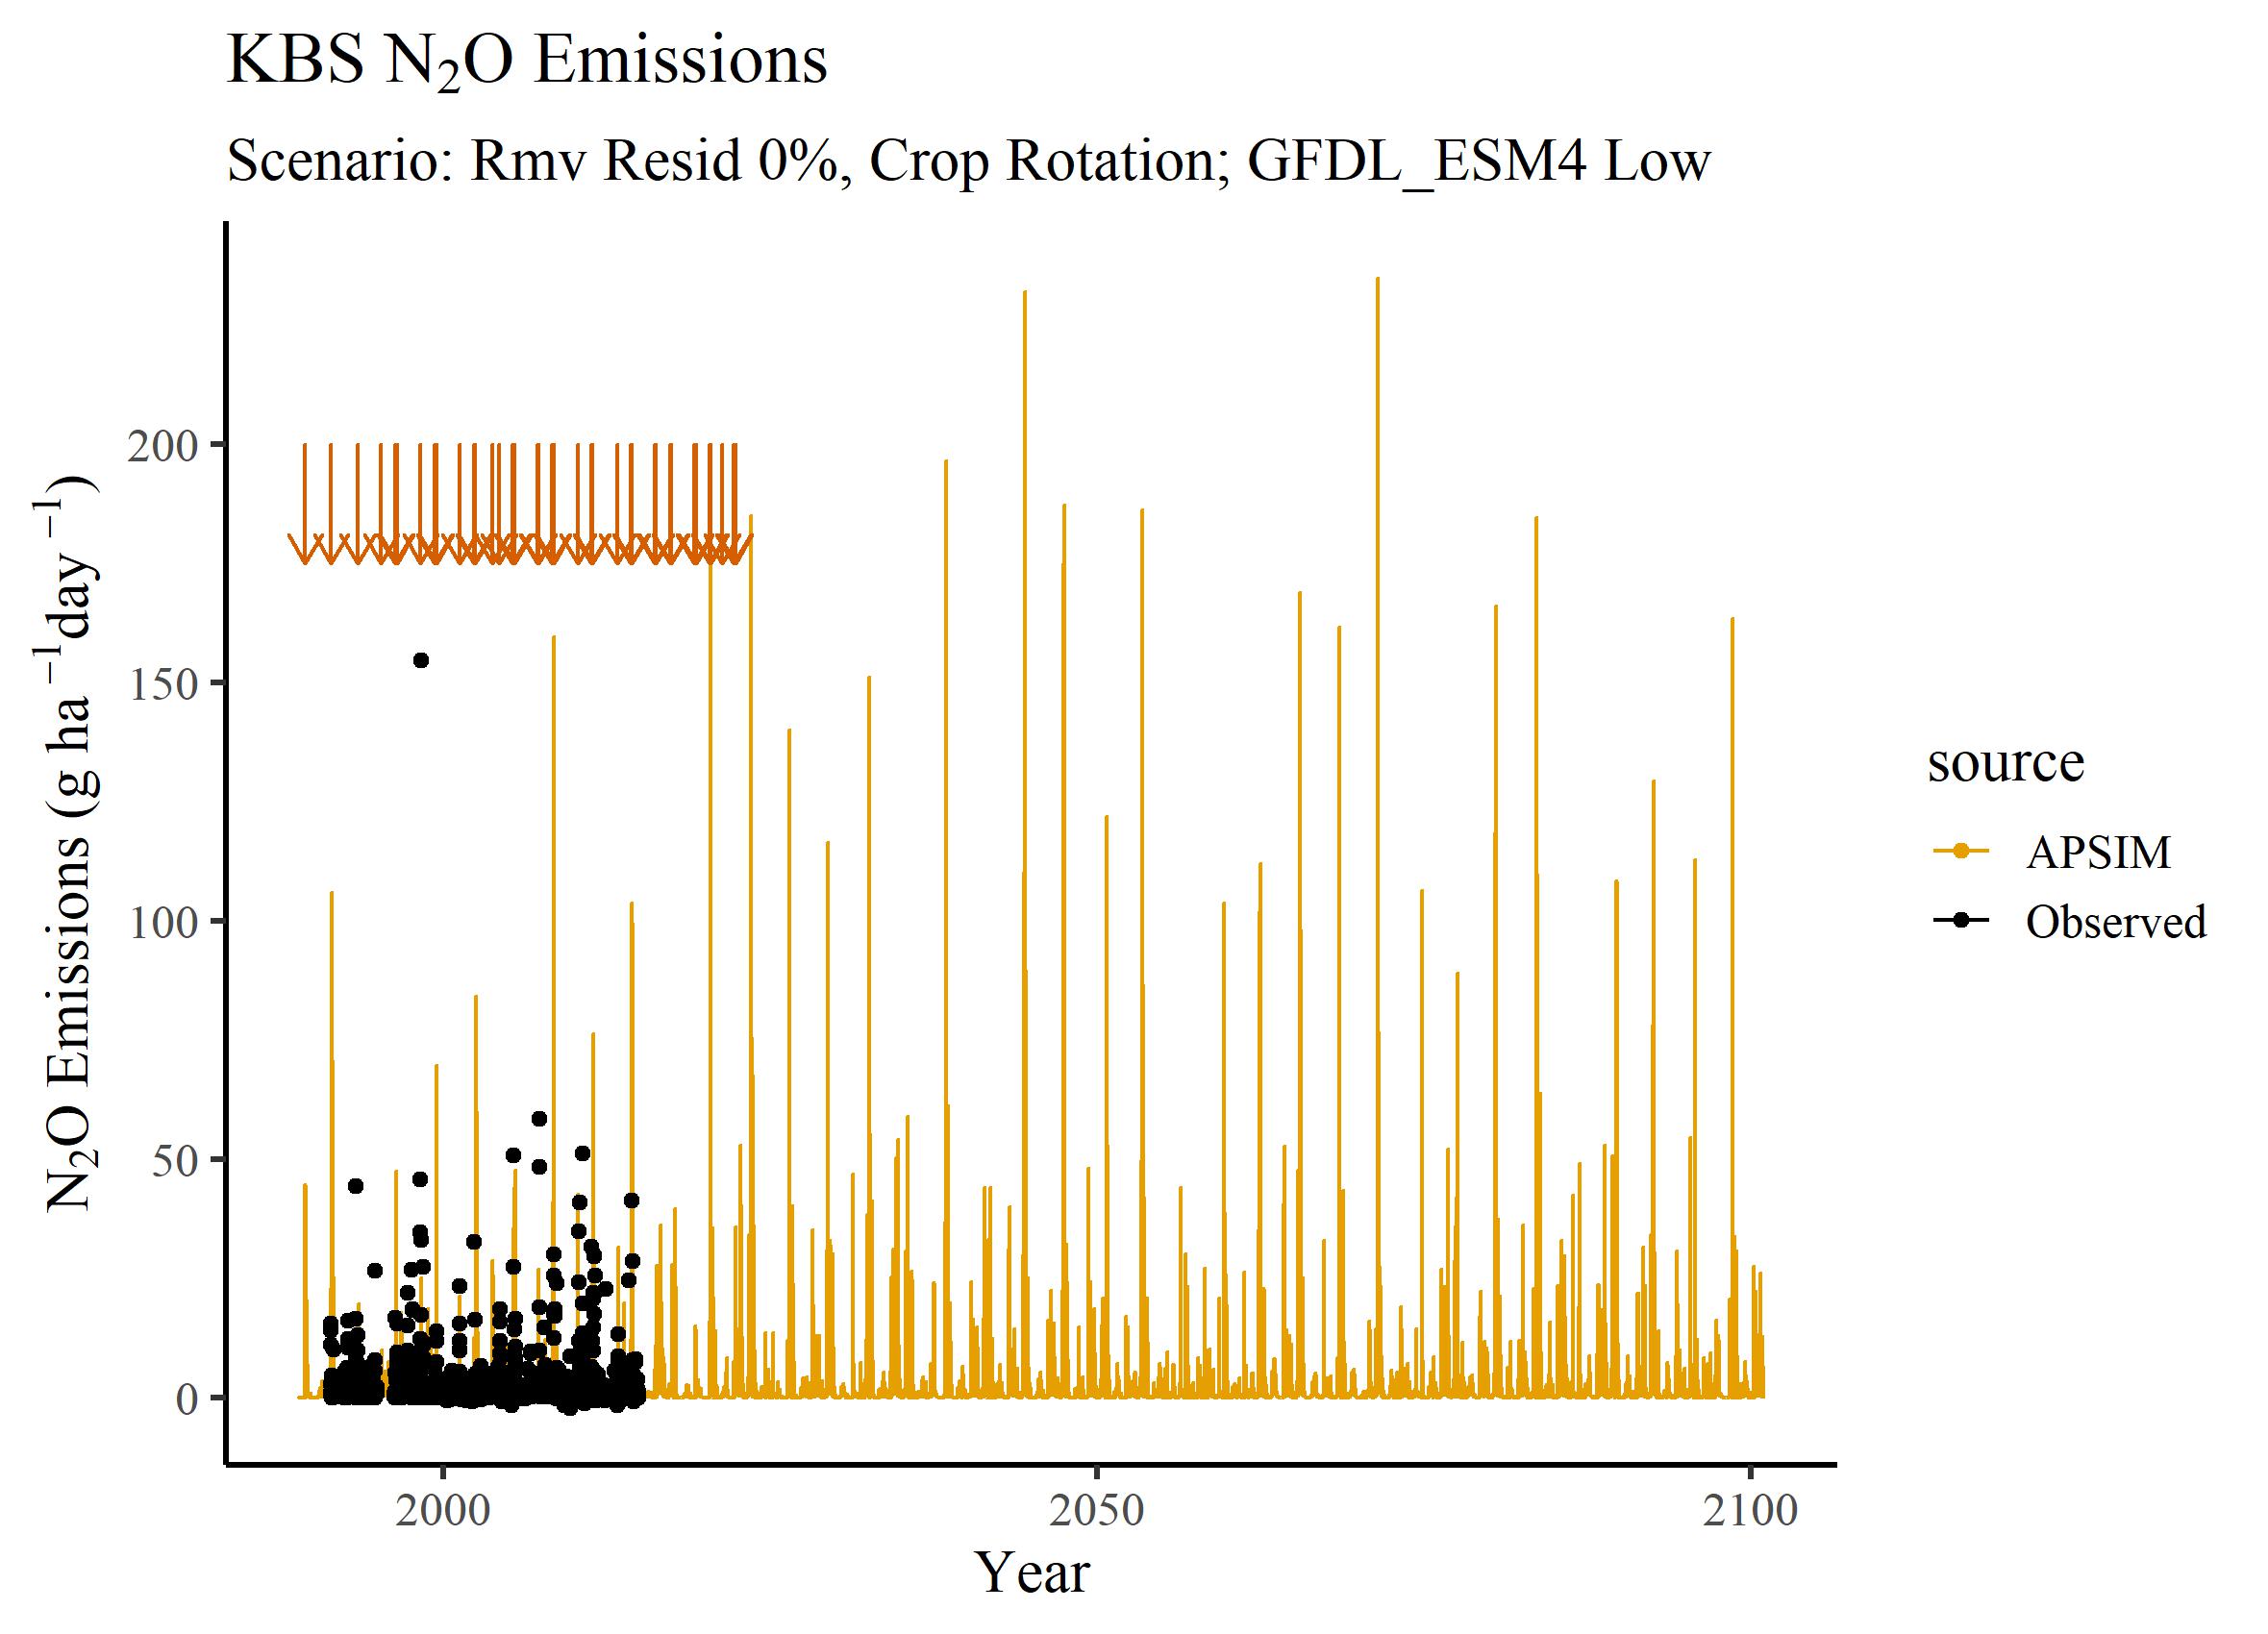 KBS N₂O Emissions
Scenario: Rmv Resid 0%, Crop Rotation; GFDL_ESM4 Low
N₂O Emissions (g ha ⁻¹day ⁻¹)
200
150
100
50
0
2000
2050
2100
Year
source
APSIM
Observed